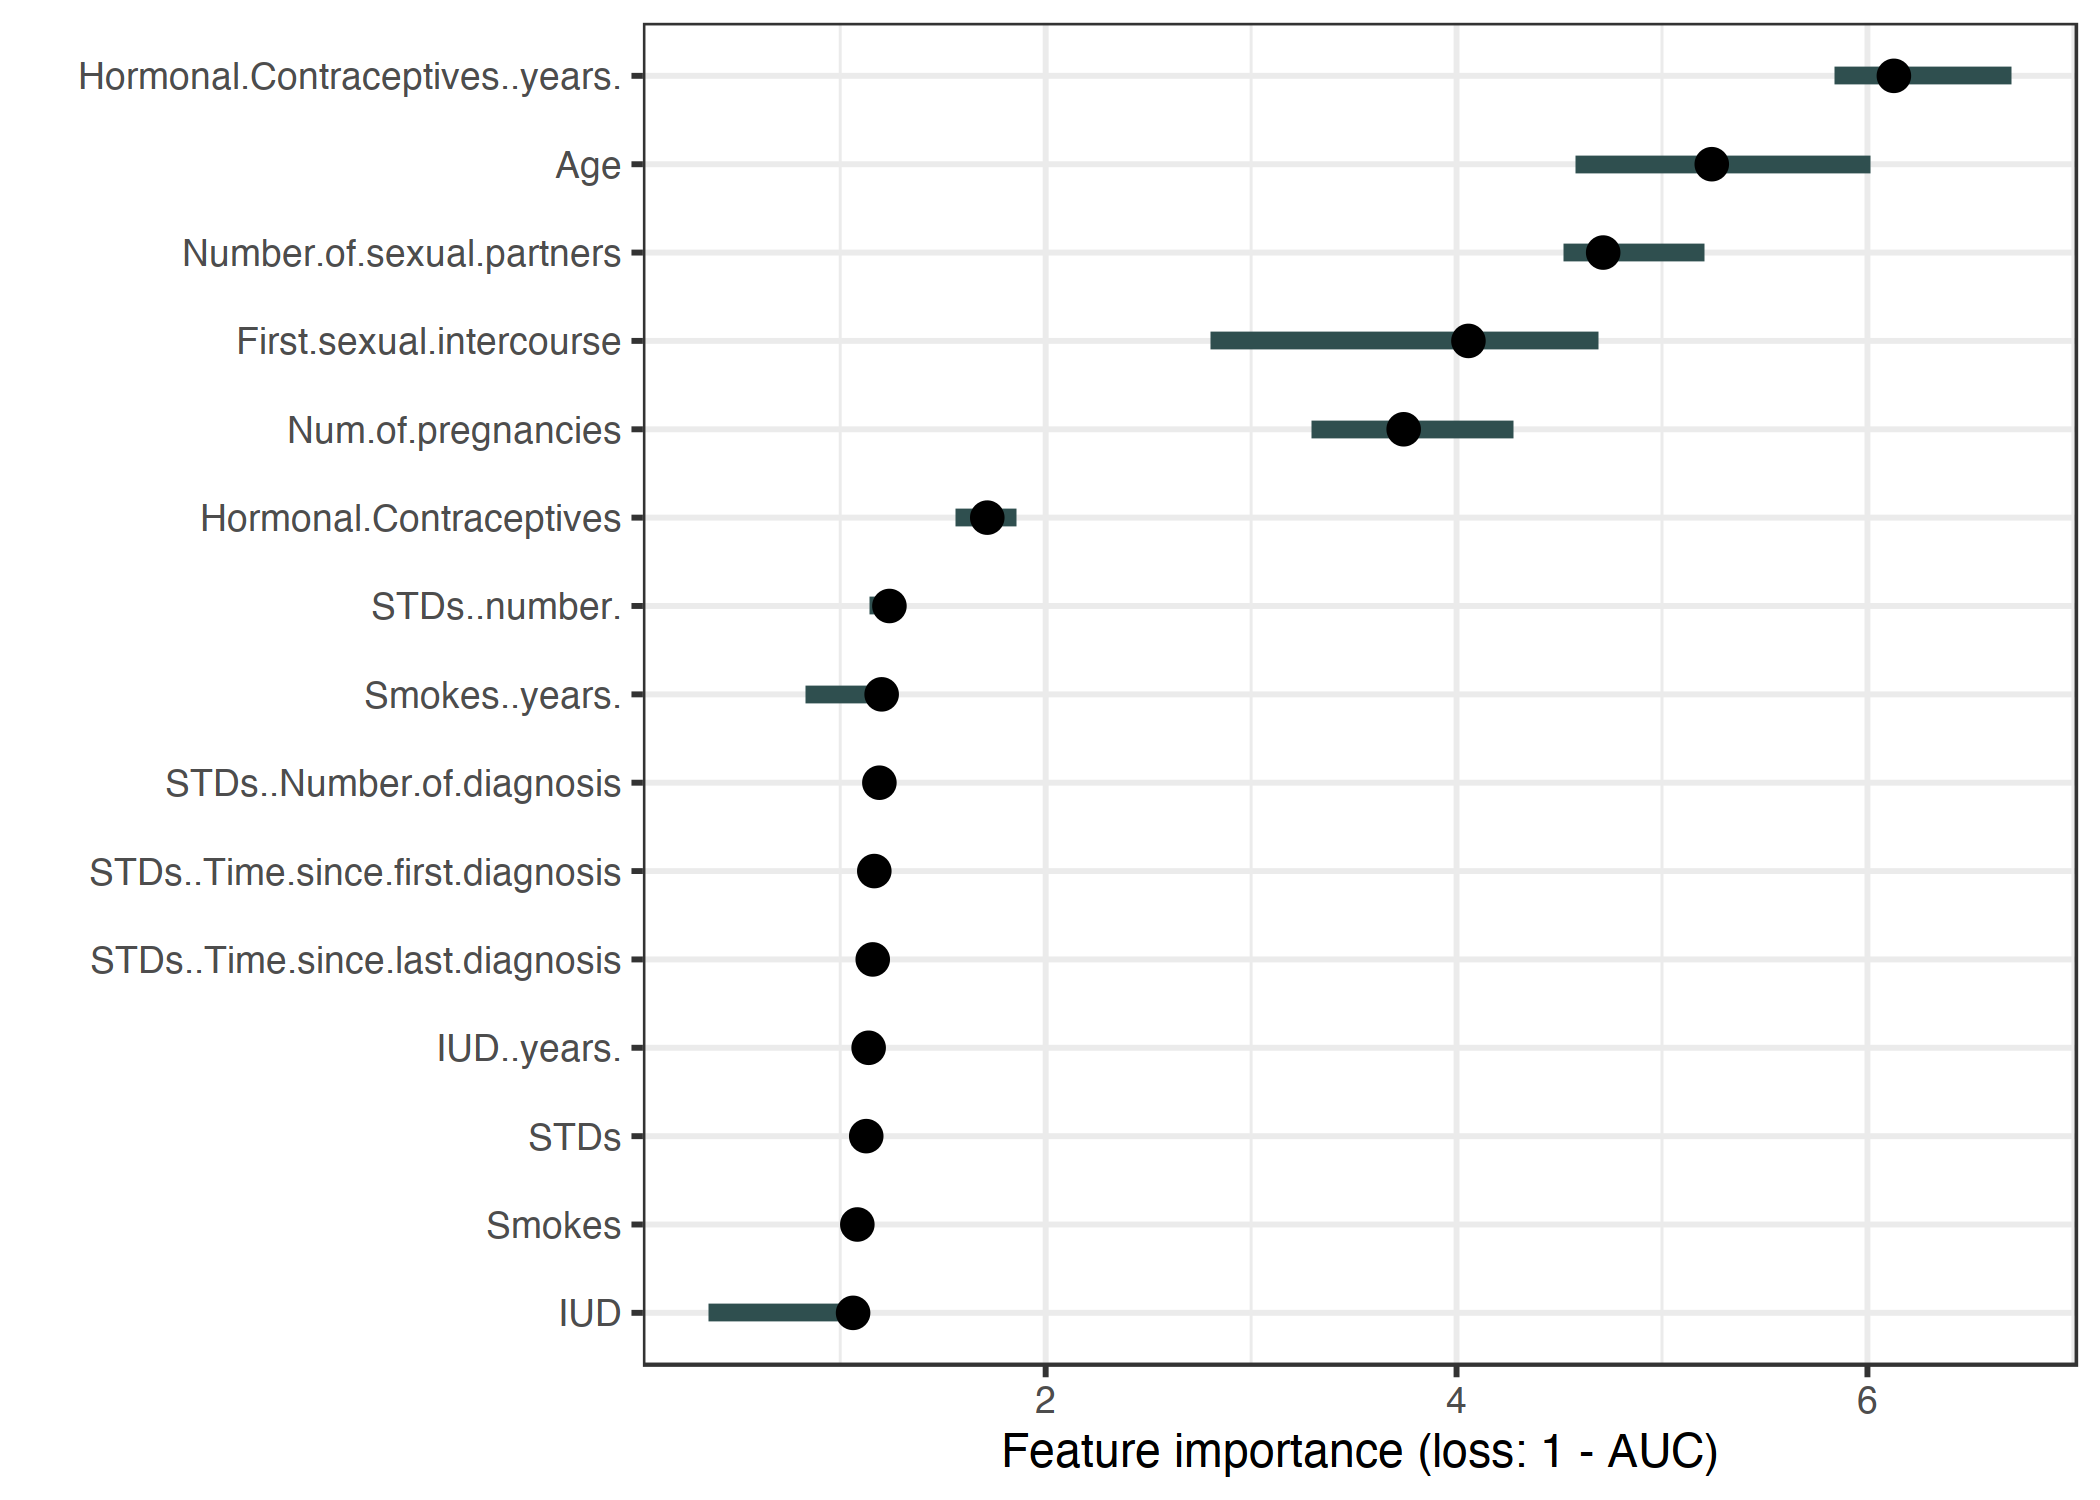 Hormonal.Contraceptives..years.
Age
Number.of.sexual.partners
First.sexual.intercourse
Num.of.pregnancies
Hormonal.Contraceptives
STDs..number.
Smokes..years.
STDs..Number.of.diagnosis
STDs..Time.since.first.diagnosis
STDs..Time.since.last.diagnosis
IUD..years.
STDs
Smokes
IUD
2 4 6
Feature importance (loss: 1 - AUC)